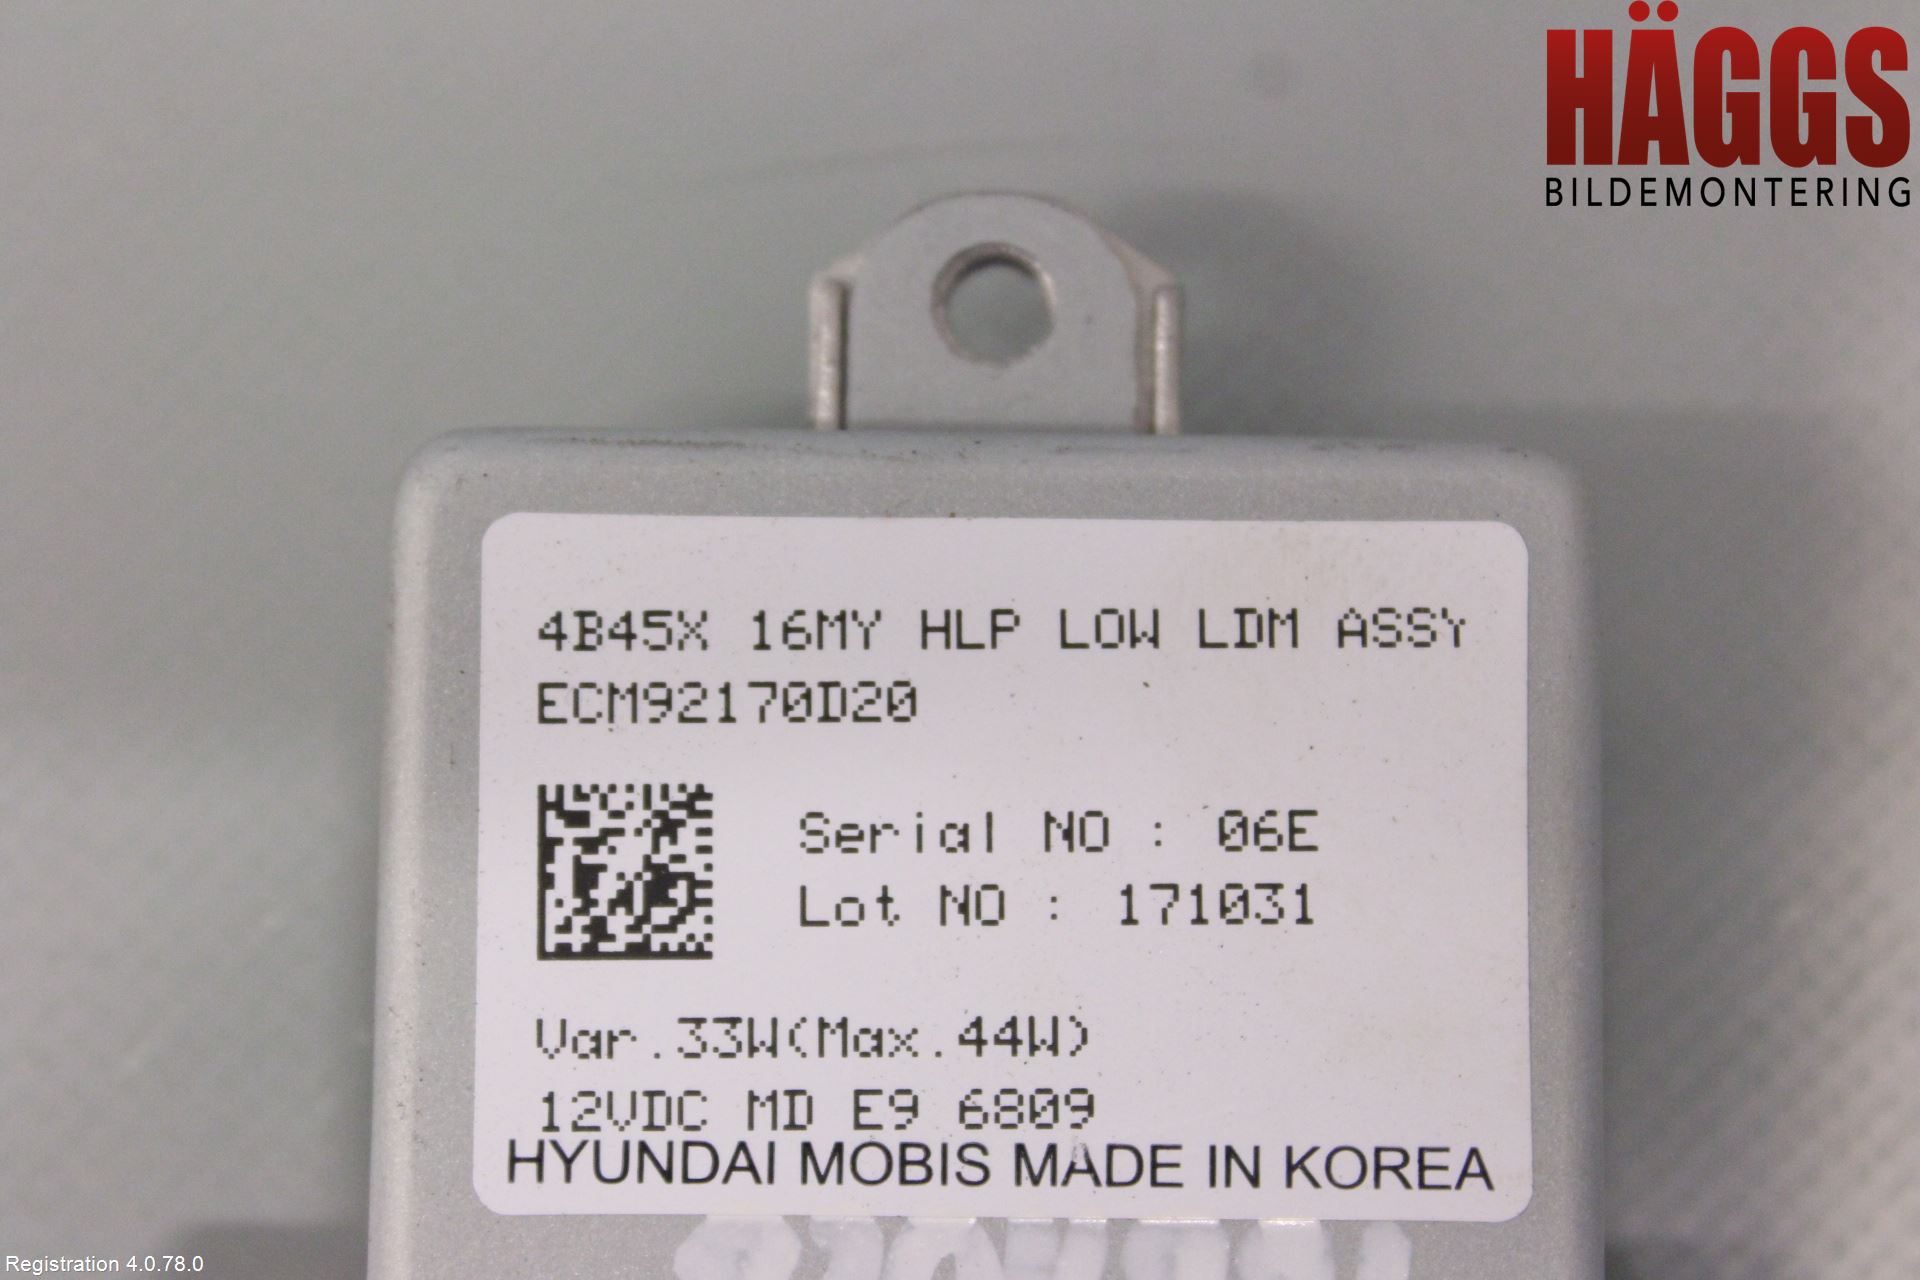 HÄGGS
BILDEMONTERING
4B45X 16MY HLP LOW LDM ASSY
ECM92170D20
Serial NO : 06E
Lot NO : 171031
Var.33W(Max.44W)
12VDC MD E9 6809
HYUNDAI MOBIS MADE IN KOREA
Registration 4.0.78.0